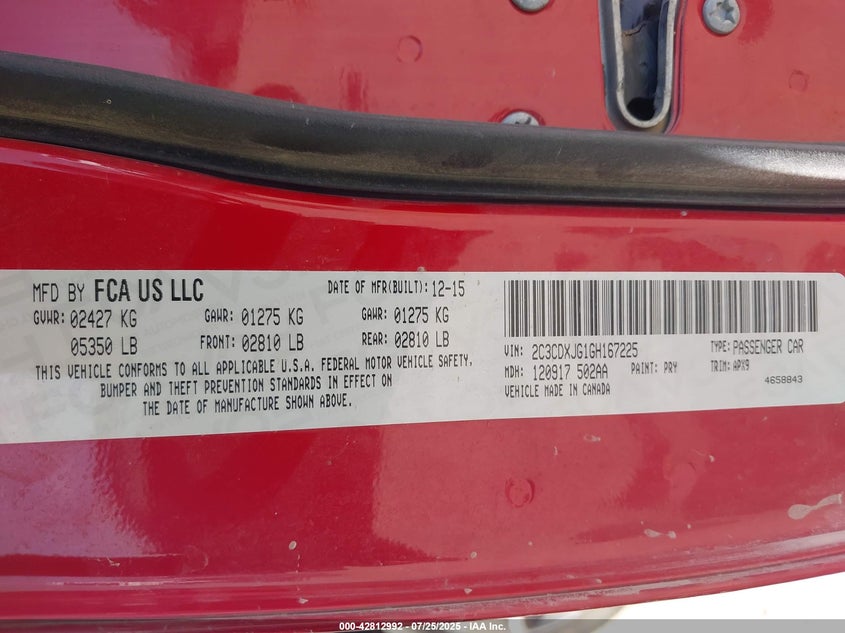 MFD BY FCA US LLC DATE OF MFR(BUILT): 12-15
GVWR: 02427 KG GAWR: 01275 KG GAWR: 01275 KG
05350 LB FRONT: 02810 LB REAR: 02810 LB
THIS VEHICLE CONFORMS TO ALL APPLICABLE U.S.A. FEDERAL MOTOR VEHICLE SAFETY,
BUMPER AND THEFT PREVENTION STANDARDS IN EFFECT ON
THE DATE OF MANUFACTURE SHOWN ABOVE.
VIN: 2C3CDXJG1GH167225 TYPE: PASSENGER CAR
MDH: 120917 502AA PAINT: PRY TRIM: APX9
VEHICLE MADE IN CANADA 4658843
000-42812992 - 07/25/2025 - IAA Inc.